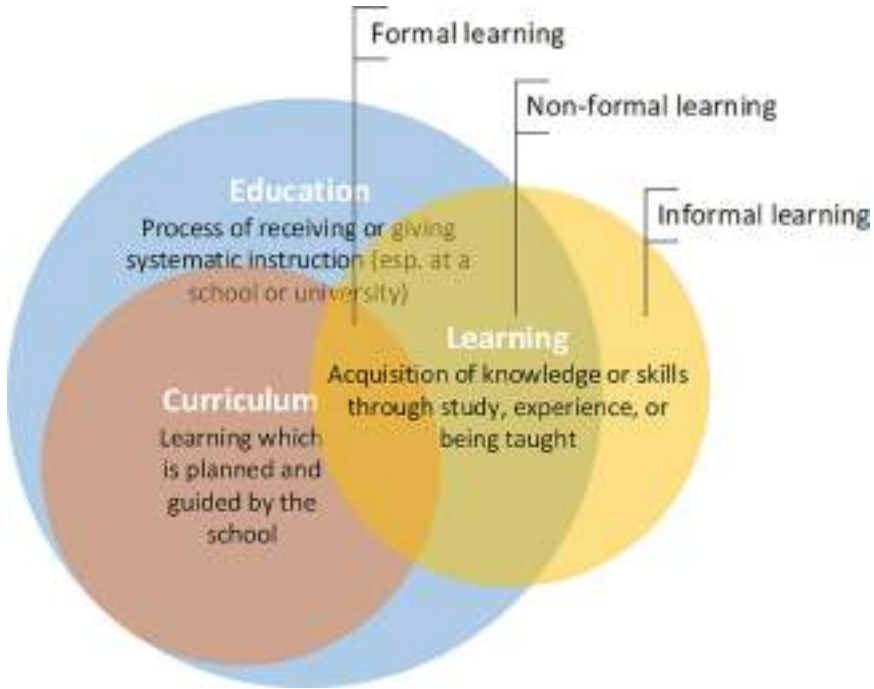 Formal learning
Non-formal learning
Informal learning
Education
Process of receiving or giving
systematic instruction (esp. at a
school or university)
Learning
Acquisition of knowledge or skills
through study, experience, or
being taught
Curriculum
Learning which
is planned and
guided by the
school